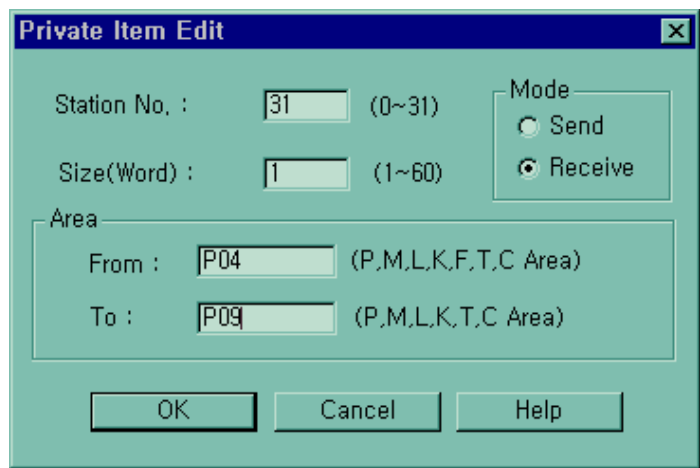 Private Item Edit
Station No, : 31 (0~31)
Mode
Send
Size(Word) : 1 (1~60)
Receive
Area
From : P04 (P,M,L,K,F,T,C Area)
To : P09 (P,M,L,K,T,C Area)
OK Cancel Help